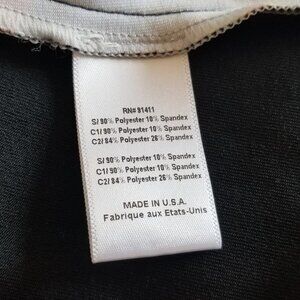 RN# 91411
S/ 90% Polyester 10% Spandex
C1/ 90% Polyester 10% Spandex
C2/ 84% Polyester 26% Spandex
S/ 90% Polyester 10% Spandex
C1/ 90% Polyester 10% Spandex
C2/ 84% Polyester 26% Spandex
MADE IN U.S.A.
Fabrique aux Etats-Unis